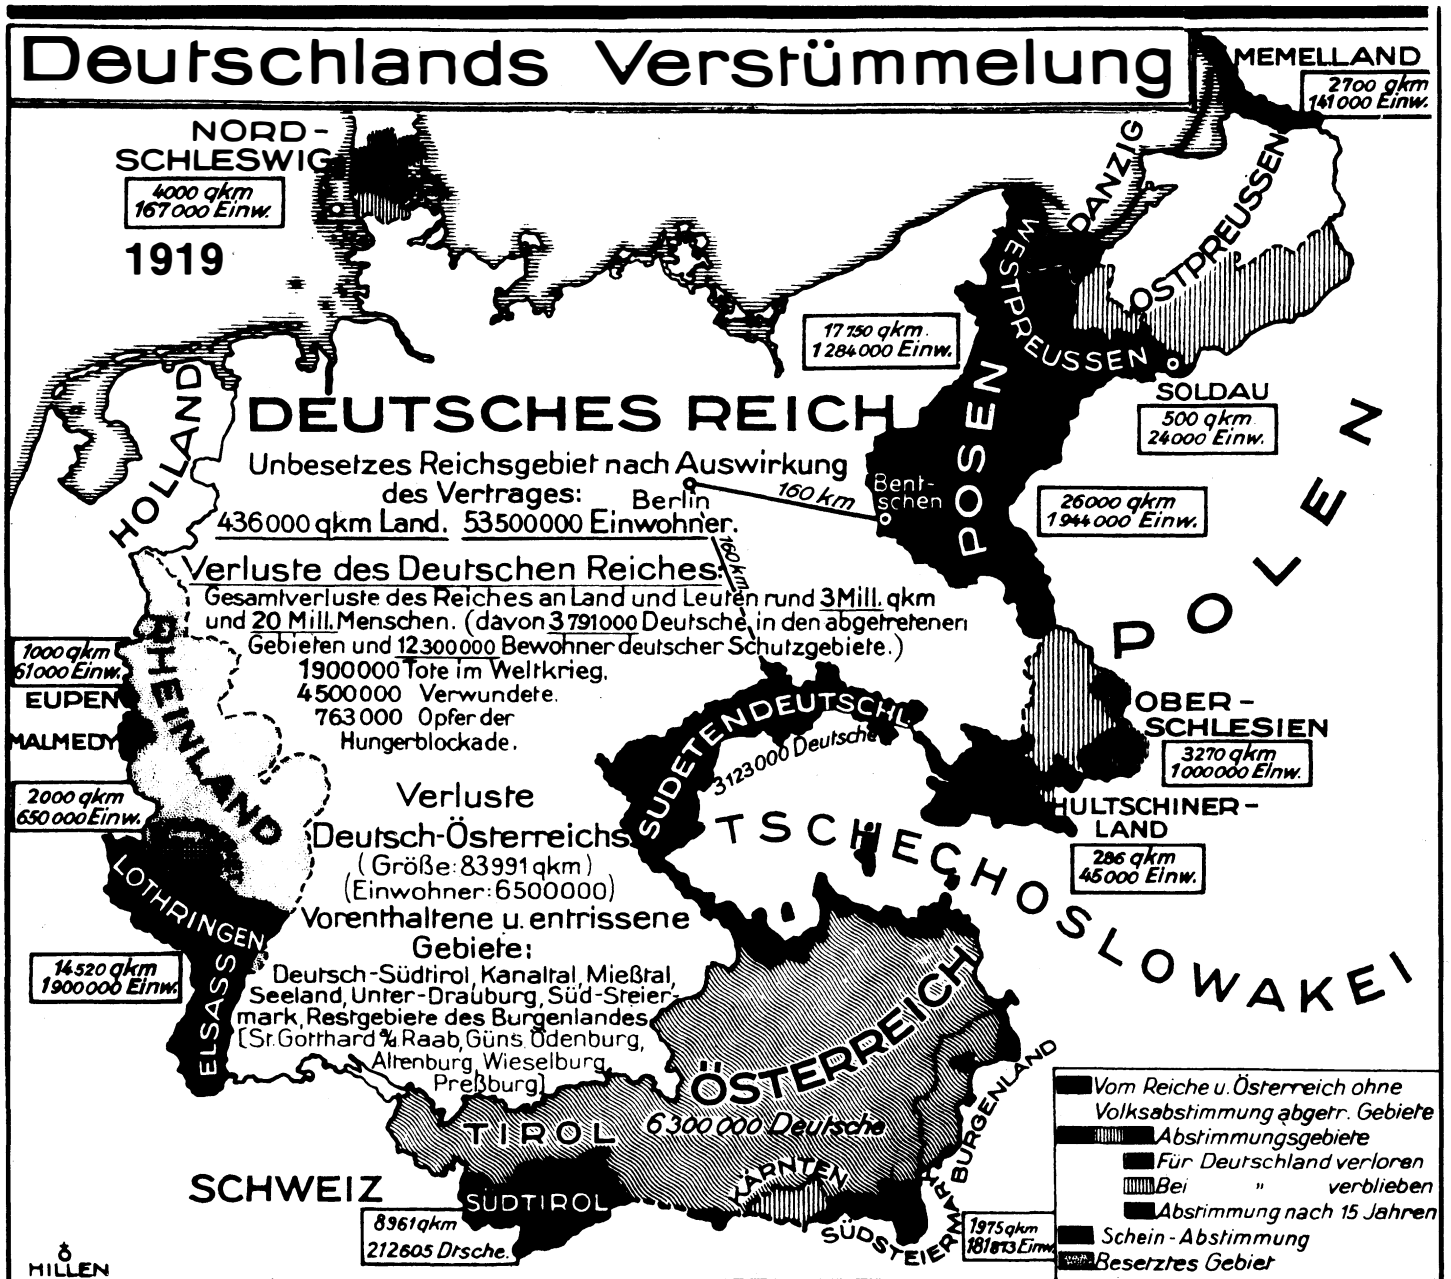 Deutschlands Verstümmelung
MEMELLAND
2700 qkm
141000 Einw.
NORD-
SCHLESWIG
4000 qkm
167000 Einw.
1919
DANZIG
OSTPREUSSEN
WESTPREUSSEN
17750 qkm.
1284000 Einw.
SOLDAU
500 qkm.
24000 Einw.
HOLLAND
DEUTSCHES REICH
Unbesetzes Reichsgebiet nach Auswirkung
des Vertrages:
436000 qkm Land. 53500000 Einwohner.
Berlin
160 km
160 km
Bent-
schen
POSEN
26000 qkm
1944000 Einw.
POLEN
Verluste des Deutschen Reiches:
Gesamtverluste des Reiches an Land und Leuten rund 3 Mill. qkm
und 20 Mill. Menschen. (davon 3791000 Deutsche in den abgetretenen
Gebieten und 12300000 Bewohner deutscher Schutzgebiete.)
1900000 Tote im Weltkrieg.
4500000 Verwundete.
763000 Opfer der
Hungerblockade.
RHEINLAND
1000 qkm
61000 Einw.
EUPEN
MALMEDY
2000 qkm
650000 Einw.
LOTHRINGEN
ELSASS
14520 qkm
1900000 Einw.
SUDETENDEUTSCHL.
3123000 Deutsche
OBER-
SCHLESIEN
3270 qkm
1000000 Einw.
HULTSCHINER-
LAND
286 qkm
45000 Einw.
TSCHECHOSLOWAKEI
Verluste
Deutsch-Österreichs
(Größe: 83991 qkm)
(Einwohner: 6500000)
Vorenthaltene u. entrissene
Gebiete:
Deutsch-Südtirol, Kanaltal, Mießtal,
Seeland, Unter-Drauburg, Süd-Steier-
mark, Restgebiete des Burgenlandes
[St. Gotthard a/d. Raab, Güns, Ödenburg,
Altenburg, Wieselburg,
Preßburg]
ÖSTERREICH
6300000 Deutsche
TIROL
SCHWEIZ
SÜDTIROL
8961 qkm
212605 Dtsche.
KÄRNTEN
SÜDSTEIERMARK
BURGENLAND
1975 qkm
181873 Einw.
Vom Reiche u. Österreich ohne
Volksabstimmung abgetr. Gebiete
Abstimmungsgebiete
Für Deutschland verloren
Bei " verblieben
Abstimmung nach 15 Jahren
Schein-Abstimmung
Besetztes Gebiet
HILLEN